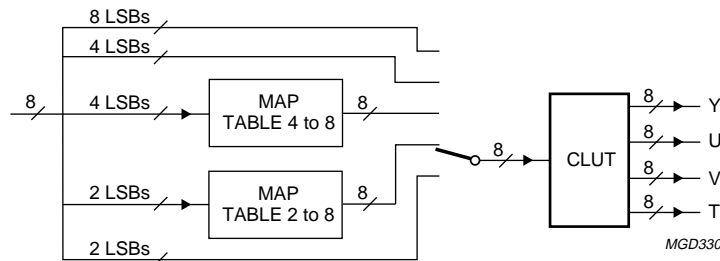 8 LSBs
4 LSBs
8
4 LSBs
MAP
TABLE 4 to 8
8
8
CLUT
8
Y
8
U
8
V
8
T
2 LSBs
MAP
TABLE 2 to 8
8
2 LSBs
MGD330